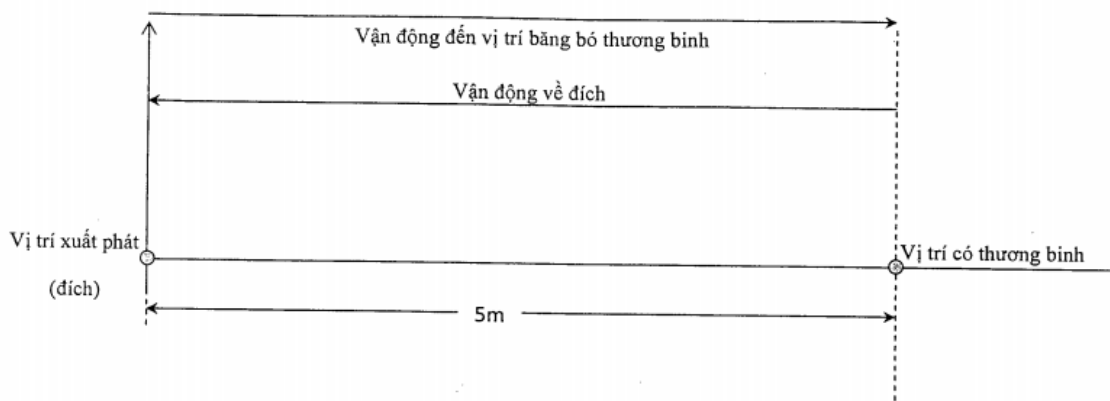 Vận động đến vị trí băng bó thương binh
Vận động về đích
Vị trí xuất phát
(đích)
Vị trí có thương binh
5m